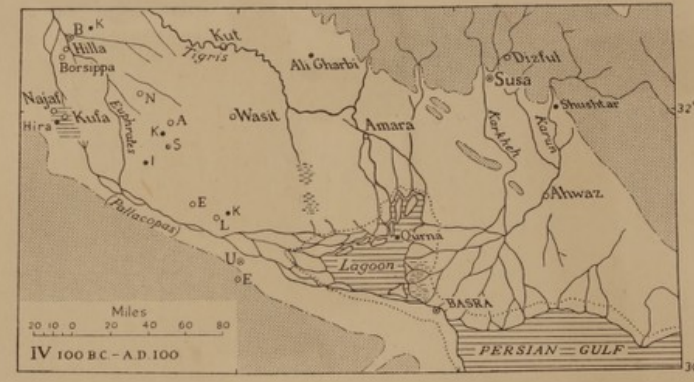 B
K
Hilla
Borsippa
Najaf
Hira
Kufa
Euphrates
N
A
K
S
I
Kut
Tigris
Wasit
Ali Gharbi
Amara
Dizful
Susa
Shushtar
Karkheh
Karun
Ahwaz
32°
(Pallacopas)
E
K
L
U
E
Qurna
Lagoon
BASRA
PERSIAN GULF
Miles
20 10 0 20 40 60 80
IV 100 B.C. – A.D. 100